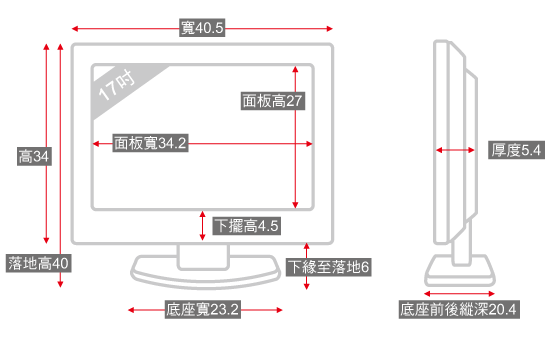 寬40.5
17吋
面板高27
面板寬34.2
高34
厚度5.4
下擺高4.5
落地高40
下緣至落地6
底座寬23.2
底座前後縱深20.4